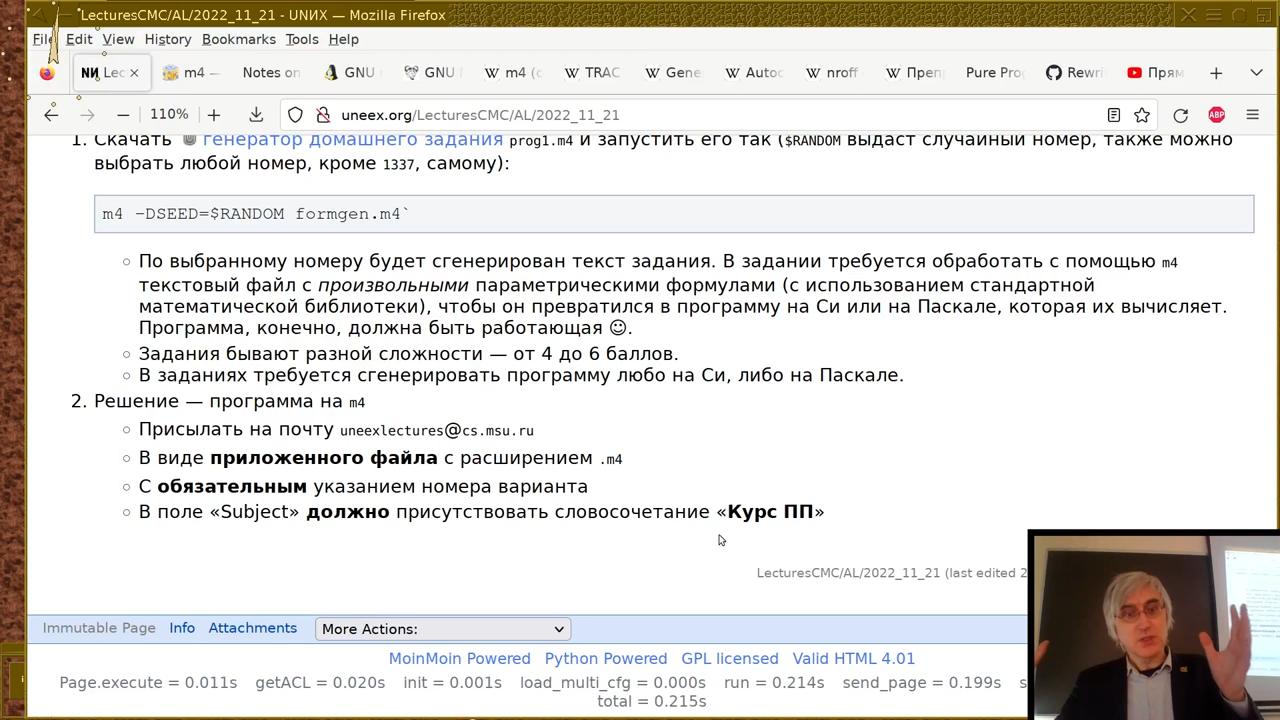 LecturesCMC/AL/2022_11_21 - UNИX — Mozilla Firefox
File Edit View History Bookmarks Tools Help
NИ Lec × m4 — Notes on GNU GNU m4 (c TRAC Gene Autoc nroff Преп Pure Pro Rewri Прям
110% uneex.org/LecturesCMC/AL/2022_11_21 ABP
1. Скачать генератор домашнего задания prog1.m4 и запустить его так ($RANDOM выдаст случайный номер, также можно
выбрать любой номер, кроме 1337, самому):
m4 -DSEED=$RANDOM formgen.m4`
По выбранному номеру будет сгенерирован текст задания. В задании требуется обработать с помощью m4
текстовый файл с произвольными параметрическими формулами (с использованием стандартной
математической библиотеки), чтобы он превратился в программу на Си или на Паскале, которая их вычисляет.
Программа, конечно, должна быть работающая ☺.
Задания бывают разной сложности — от 4 до 6 баллов.
В заданиях требуется сгенерировать программу любо на Си, либо на Паскале.
2. Решение — программа на m4
Присылать на почту uneexlectures@cs.msu.ru
В виде приложенного файла с расширением .m4
С обязательным указанием номера варианта
В поле «Subject» должно присутствовать словосочетание «Курс ПП»
LecturesCMC/AL/2022_11_21 (last edited 2
Immutable Page Info Attachments More Actions:
MoinMoin Powered Python Powered GPL licensed Valid HTML 4.01
Page.execute = 0.011s getACL = 0.020s init = 0.001s load_multi_cfg = 0.000s run = 0.214s send_page = 0.199s s
total = 0.215s